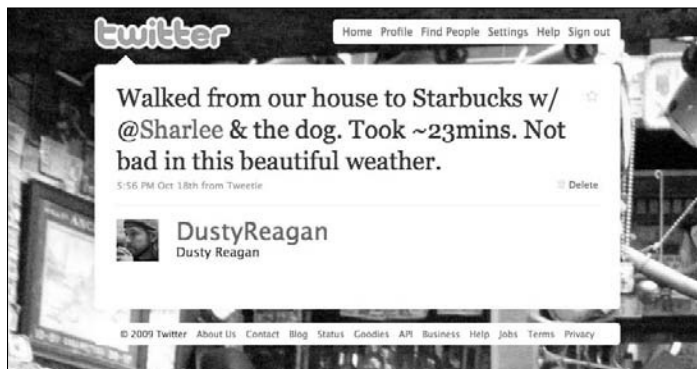 twitter
Home Profile Find People Settings Help Sign out
Walked from our house to Starbucks w/
@Sharlee & the dog. Took ~23mins. Not
bad in this beautiful weather.
5:56 PM Oct 18th from Tweetie
Delete
DustyReagan
Dusty Reagan
© 2009 Twitter About Us Contact Blog Status Goodies API Business Help Jobs Terms Privacy